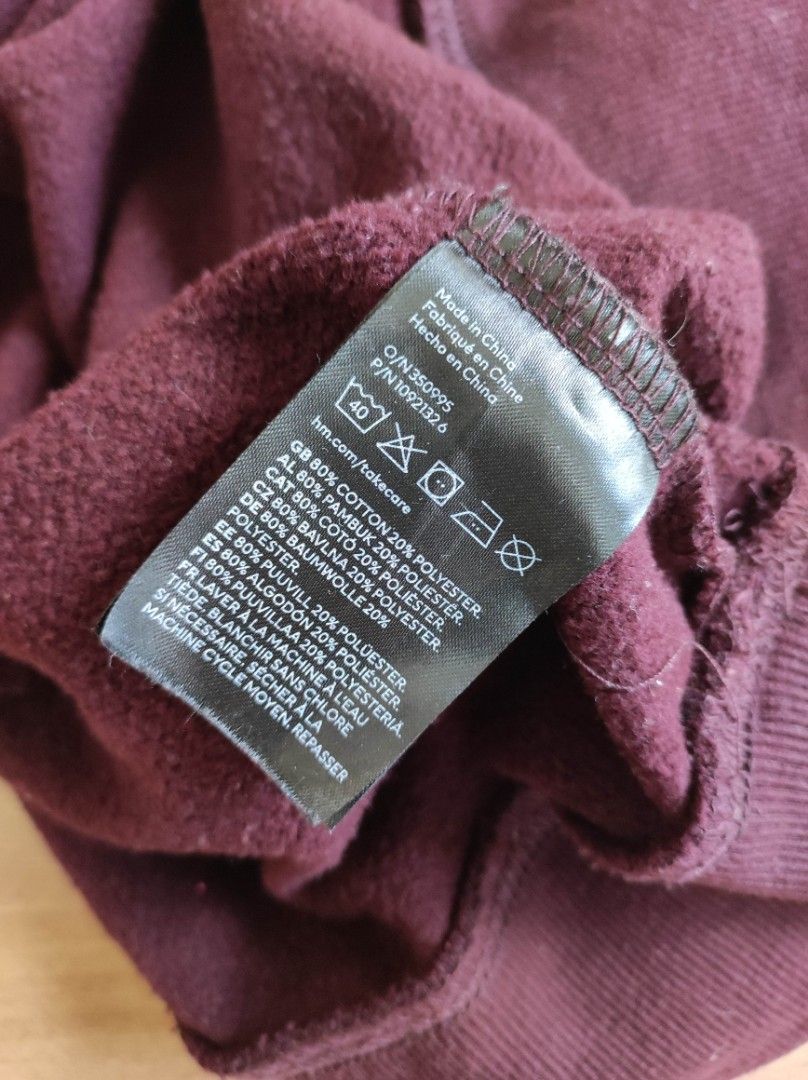 Made in China
Fabriqué en Chine
Hecho en China
O/N 350995
P/N 10921326
40
hm.com/takecare
GB 80% COTTON 20% POLYESTER.
AL 80% PAMBUK 20% POLIESTËR.
CAT 80% COTÓ 20% POLIÈSTER.
CZ 80% BAVLNA 20% POLYESTER.
DE 80% BAUMWOLLE 20%
POLYESTER.
EE 80% PUUVILL 20% POLÜESTER.
ES 80% ALGODÓN 20% POLIÉSTER.
FI 80% PUUVILLAA 20% POLYESTERIÄ.
FR LAVER À LA MACHINE À L'EAU
TIÈDE. BLANCHIR SANS CHLORE
SI NÉCESSAIRE. SÉCHER À LA
MACHINE CYCLE MOYEN. REPASSER